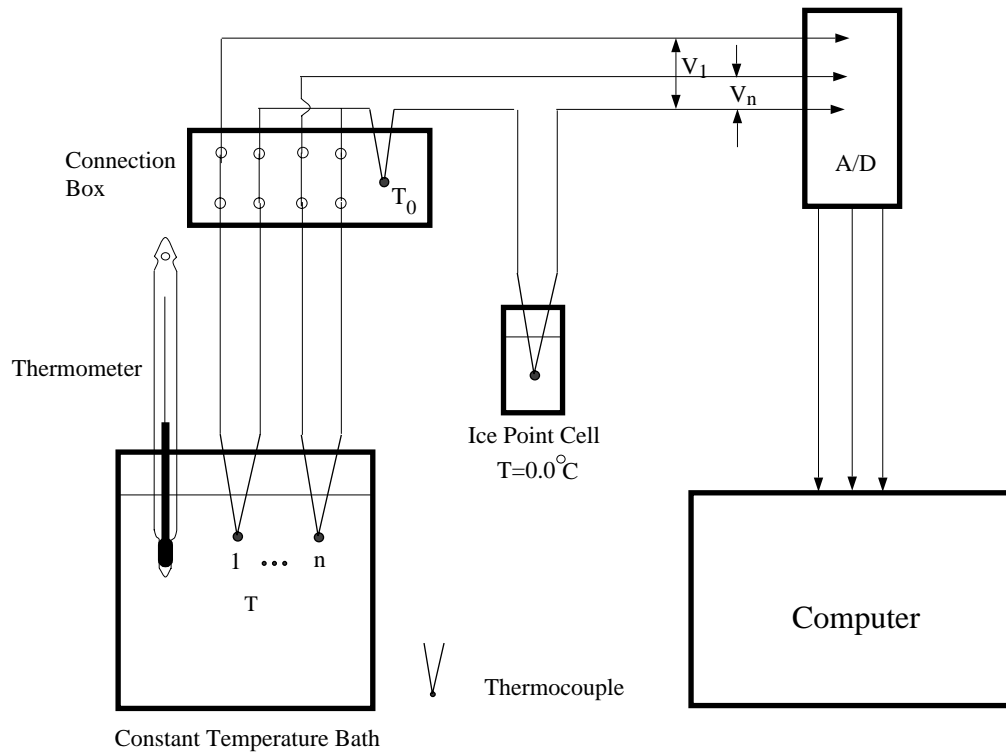 V1
Vn
A/D
Connection
Box
T0
Thermometer
Ice Point Cell
T=0.0°C
1 ... n
T
Computer
Thermocouple
Constant Temperature Bath